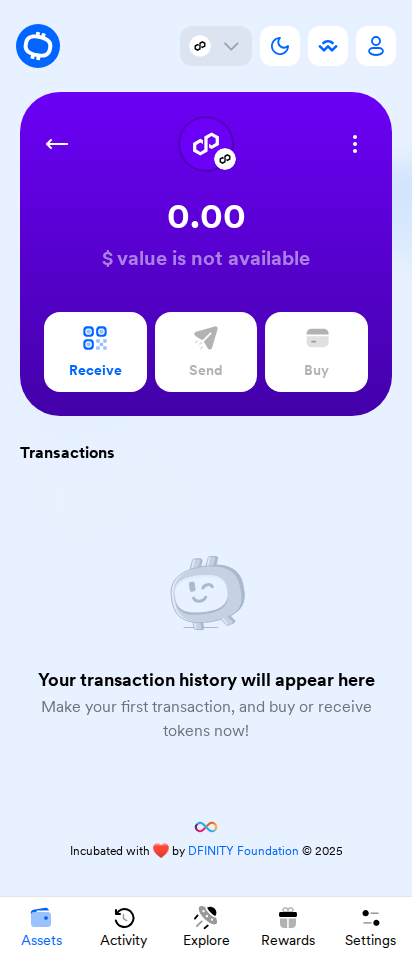 0.00
$ value is not available
Receive
Send
Buy
Transactions
Your transaction history will appear here
Make your first transaction, and buy or receive
tokens now!
Incubated with ❤️ by DFINITY Foundation © 2025
Assets
Activity
Explore
Rewards
Settings